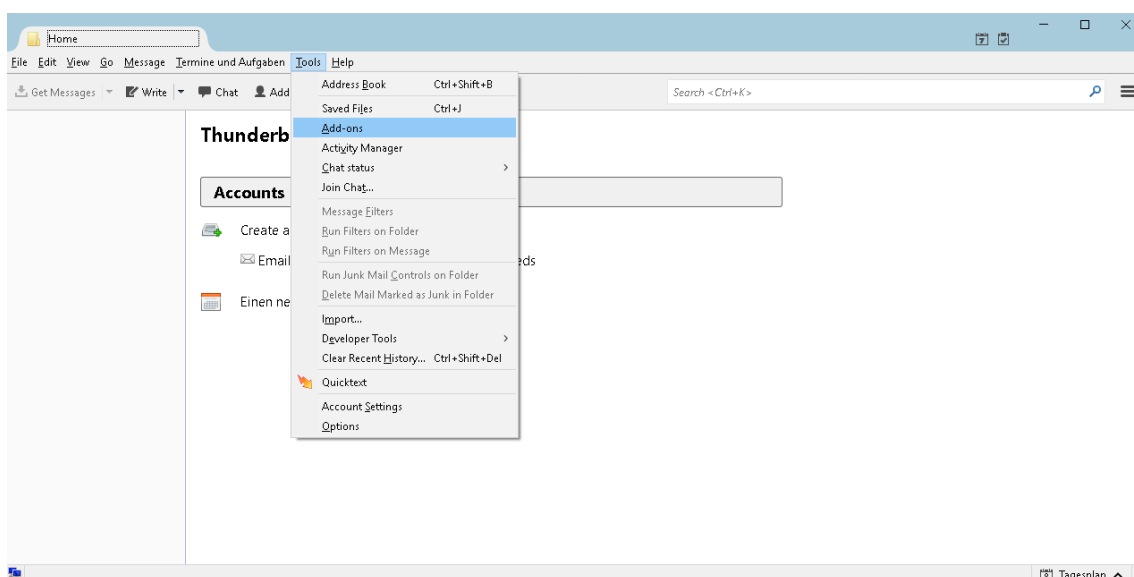 Home
File Edit View Go Message Termine und Aufgaben Tools Help
Get Messages Write Chat Add
Search <Ctrl+K>
Address Book Ctrl+Shift+B
Saved Files Ctrl+J
Add-ons
Activity Manager
Chat status
Join Chat...
Message Filters
Run Filters on Folder
Run Filters on Message
Run Junk Mail Controls on Folder
Delete Mail Marked as Junk in Folder
Import...
Developer Tools
Clear Recent History... Ctrl+Shift+Del
Quicktext
Account Settings
Options
Thunderb
Accounts
Create a
Email
eds
Einen ne
Tagesplan